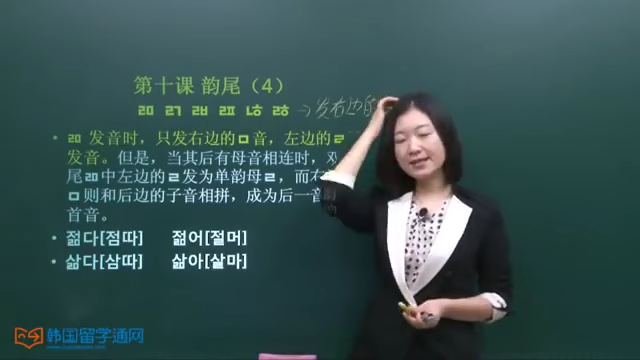 第十课 韵尾（4）
ㄻ ㄺ ㄼ ㄿ ㄶ ㅀ →发右边的
• ㄻ 发音时，只发右边的ㅁ音，左边的ㄹ
发音。但是，当其后有母音相连时，
尾ㄻ中左边的ㄹ发为单韵母ㄹ，而右
ㅁ则和后边的子音相拼，成为后一音
首音。
• 젊다[점따] 젊어[절머]
• 삶다[삼따] 삶아[살마]
韩国留学通网